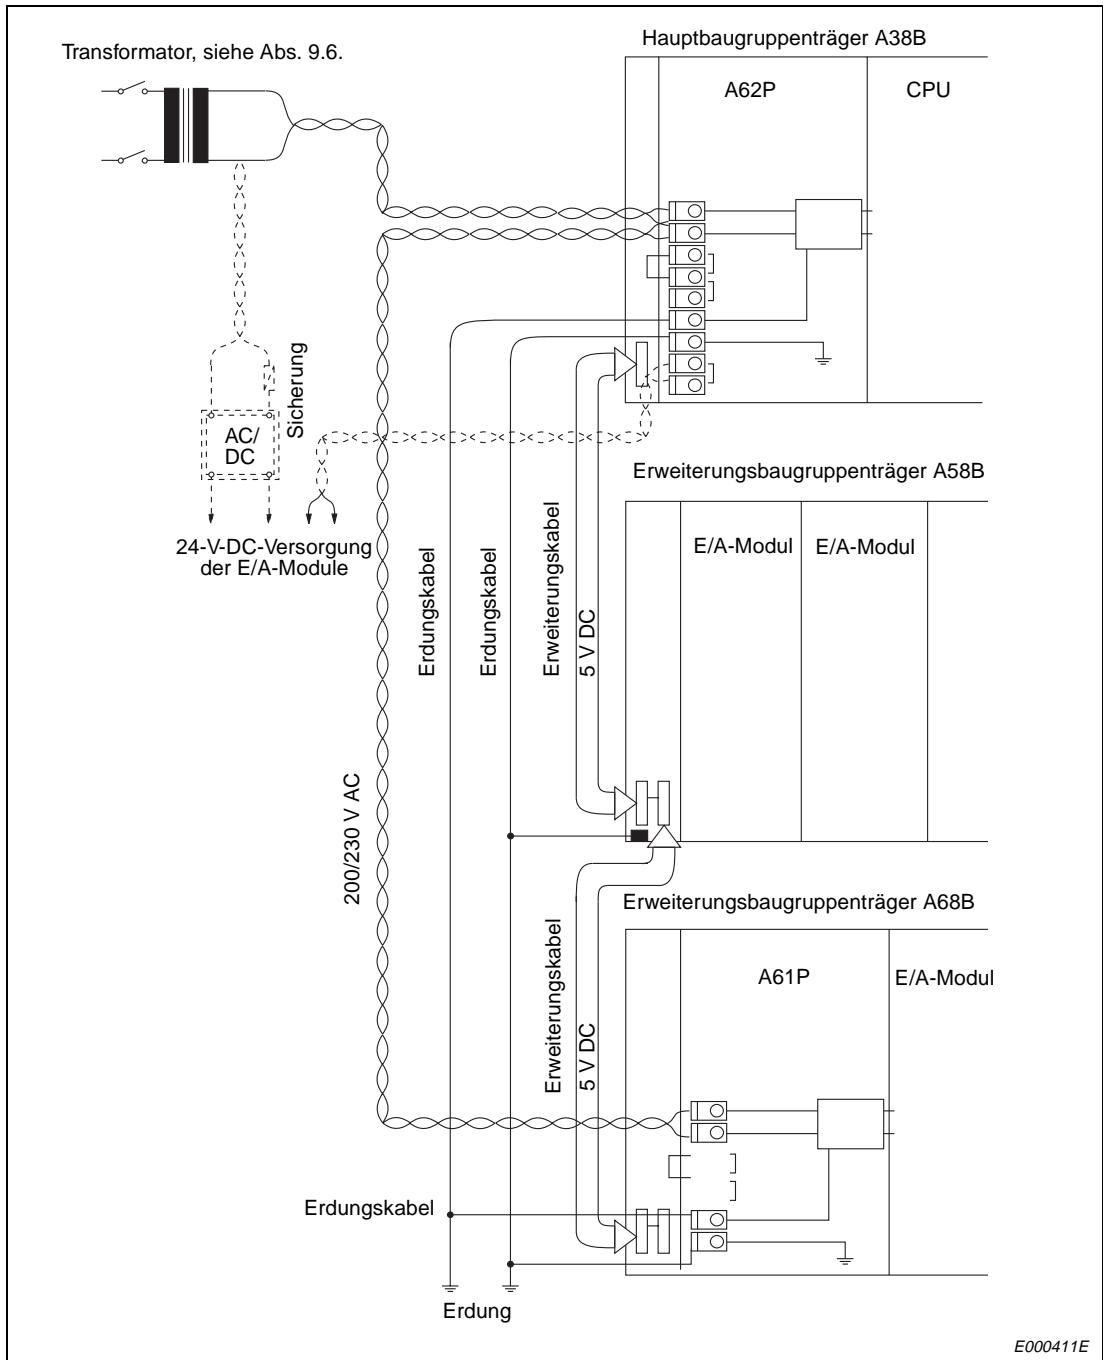 Transformator, siehe Abs. 9.6.
Hauptbaugruppenträger A38B
A62P
CPU
Sicherung
AC/
DC
24-V-DC-Versorgung
der E/A-Module
Erweiterungsbaugruppenträger A58B
E/A-Modul
E/A-Modul
Erdungskabel
Erdungskabel
Erweiterungskabel
5 V DC
200/230 V AC
Erweiterungsbaugruppenträger A68B
A61P
E/A-Modul
Erweiterungskabel
5 V DC
Erdungskabel
Erdung
E000411E